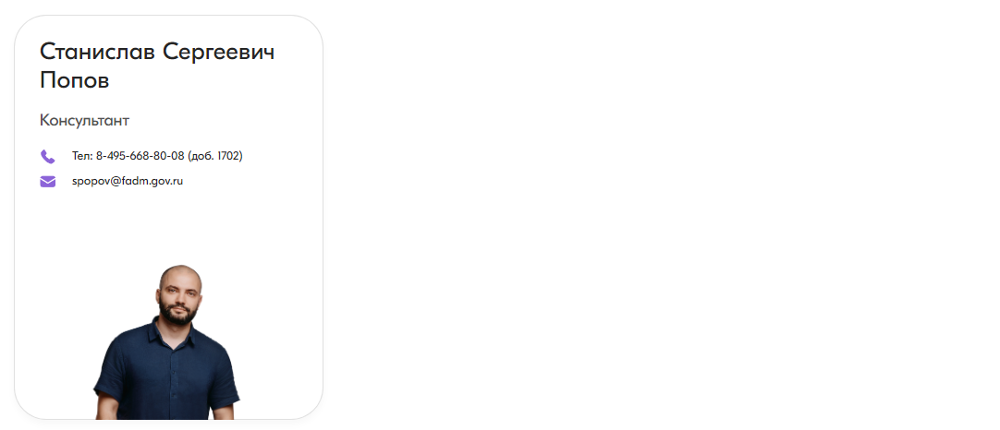 Станислав Сергеевич
Попов
Консультант
Тел: 8-495-668-80-08 (доб. 1702)
spopov@fadm.gov.ru